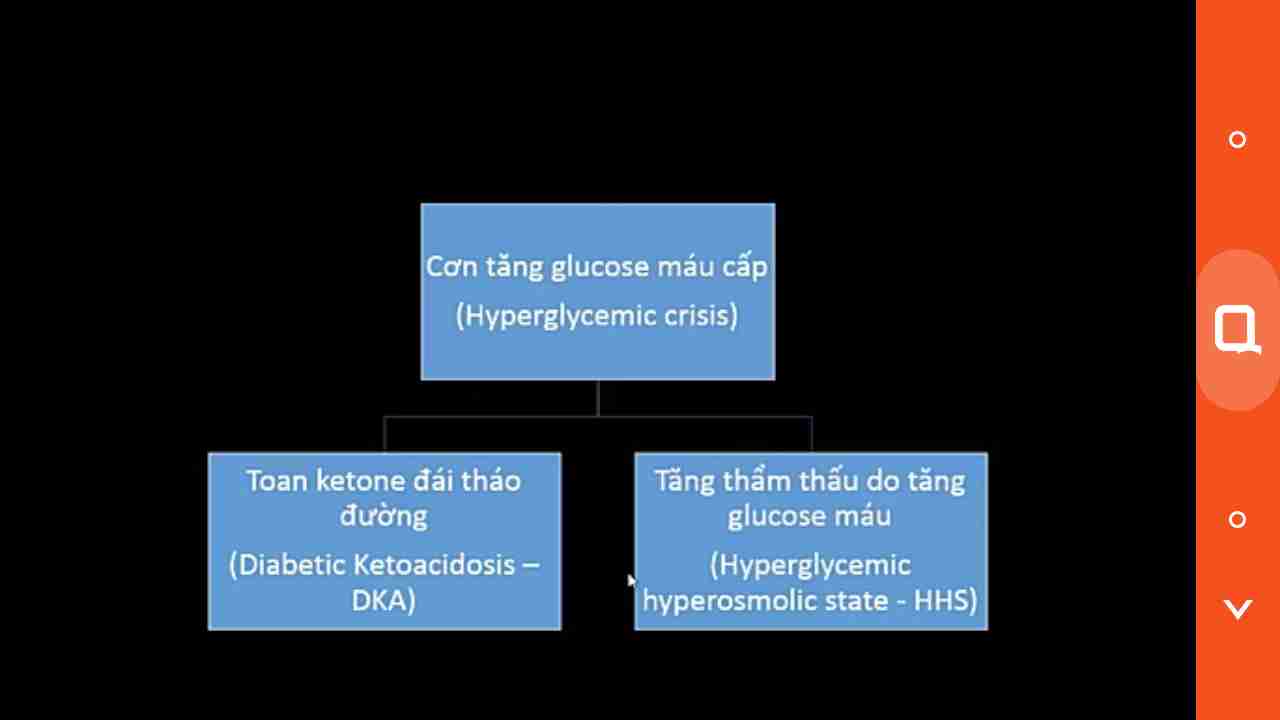 Cơn tăng glucose máu cấp
(Hyperglycemic crisis)
Toan ketone đái tháo
đường
(Diabetic Ketoacidosis –
DKA)
Tăng thẩm thấu do tăng
glucose máu
(Hyperglycemic
hyperosmolic state - HHS)